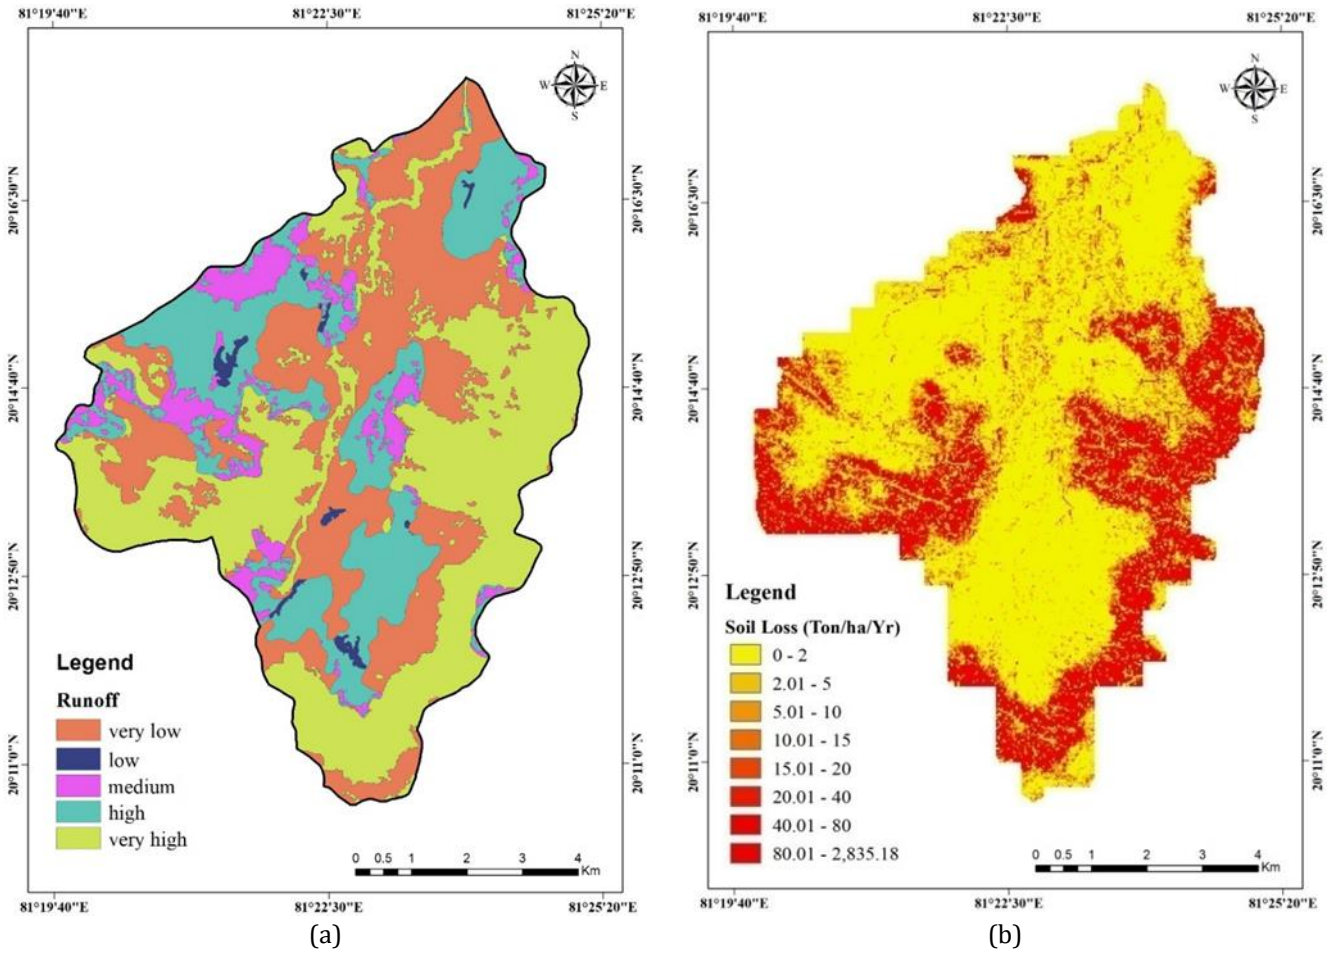 81°19'40"E 81°22'30"E 81°25'20"E
N
W E
S
20°16'30"N 20°16'30"N
20°14'40"N 20°14'40"N
20°12'50"N 20°12'50"N
20°11'0"N 20°11'0"N
Legend
Runoff
very low
low
medium
high
very high
0 0.5 1 2 3 4
Km
81°19'40"E 81°22'30"E 81°25'20"E
(a)
81°19'40"E 81°22'30"E 81°25'20"E
N
W E
S
20°16'30"N 20°16'30"N
20°14'40"N 20°14'40"N
20°12'50"N 20°12'50"N
20°11'0"N 20°11'0"N
Legend
Soil Loss (Ton/ha/Yr)
0 - 2
2.01 - 5
5.01 - 10
10.01 - 15
15.01 - 20
20.01 - 40
40.01 - 80
80.01 - 2,835.18
0 0.5 1 2 3 4
Km
81°19'40"E 81°22'30"E 81°25'20"E
(b)